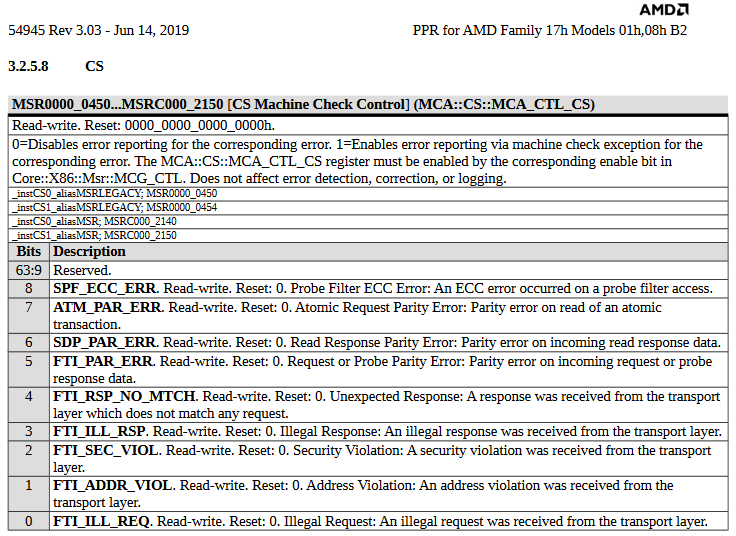 AMD
54945 Rev 3.03 - Jun 14, 2019 PPR for AMD Family 17h Models 01h,08h B2
3.2.5.8 CS
MSR0000_0450...MSRC000_2150 [CS Machine Check Control] (MCA::CS::MCA_CTL_CS)
Read-write. Reset: 0000_0000_0000_0000h.
0=Disables error reporting for the corresponding error. 1=Enables error reporting via machine check exception for the
corresponding error. The MCA::CS::MCA_CTL_CS register must be enabled by the corresponding enable bit in
Core::X86::Msr::MCG_CTL. Does not affect error detection, correction, or logging.
_instCS0_aliasMSRLEGACY; MSR0000_0450
_instCS1_aliasMSRLEGACY; MSR0000_0454
_instCS0_aliasMSR; MSRC000_2140
_instCS1_aliasMSR; MSRC000_2150
Bits Description
63:9 Reserved.
8 SPF_ECC_ERR. Read-write. Reset: 0. Probe Filter ECC Error: An ECC error occurred on a probe filter access.
7 ATM_PAR_ERR. Read-write. Reset: 0. Atomic Request Parity Error: Parity error on read of an atomic
transaction.
6 SDP_PAR_ERR. Read-write. Reset: 0. Read Response Parity Error: Parity error on incoming read response data.
5 FTI_PAR_ERR. Read-write. Reset: 0. Request or Probe Parity Error: Parity error on incoming request or probe
response data.
4 FTI_RSP_NO_MTCH. Read-write. Reset: 0. Unexpected Response: A response was received from the transport
layer which does not match any request.
3 FTI_ILL_RSP. Read-write. Reset: 0. Illegal Response: An illegal response was received from the transport layer.
2 FTI_SEC_VIOL. Read-write. Reset: 0. Security Violation: A security violation was received from the transport
layer.
1 FTI_ADDR_VIOL. Read-write. Reset: 0. Address Violation: An address violation was received from the
transport layer.
0 FTI_ILL_REQ. Read-write. Reset: 0. Illegal Request: An illegal request was received from the transport layer.